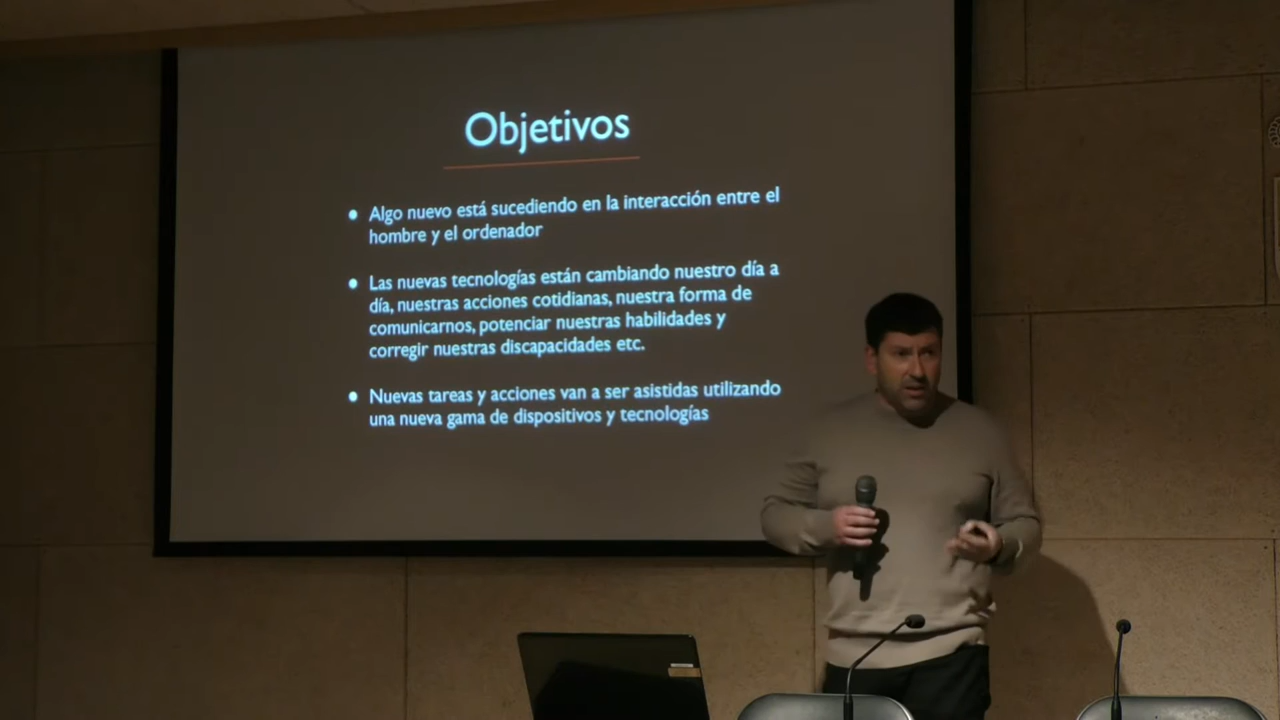 Objetivos
• Algo nuevo está sucediendo en la interacción entre el
hombre y el ordenador
• Las nuevas tecnologías están cambiando nuestro día a
día, nuestras acciones cotidianas, nuestra forma de
comunicarnos, potenciar nuestras habilidades y
corregir nuestras discapacidades etc.
• Nuevas tareas y acciones van a ser asistidas utilizando
una nueva gama de dispositivos y tecnologías